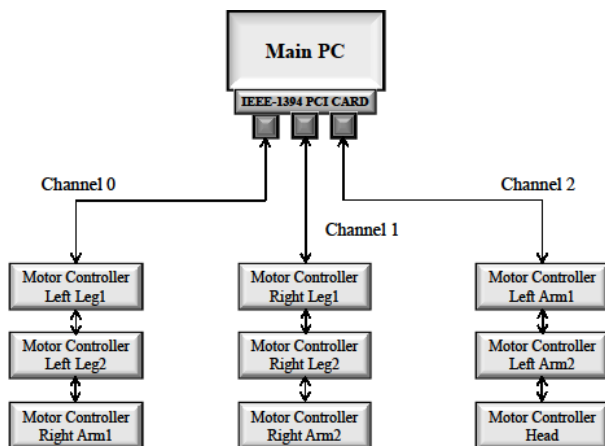 Main PC
IEEE-1394 PCI CARD
Channel 0
Channel 1
Channel 2
Motor Controller
Left Leg1
Motor Controller
Right Leg1
Motor Controller
Left Arm1
Motor Controller
Left Leg2
Motor Controller
Right Leg2
Motor Controller
Left Arm2
Motor Controller
Right Arm1
Motor Controller
Right Arm2
Motor Controller
Head